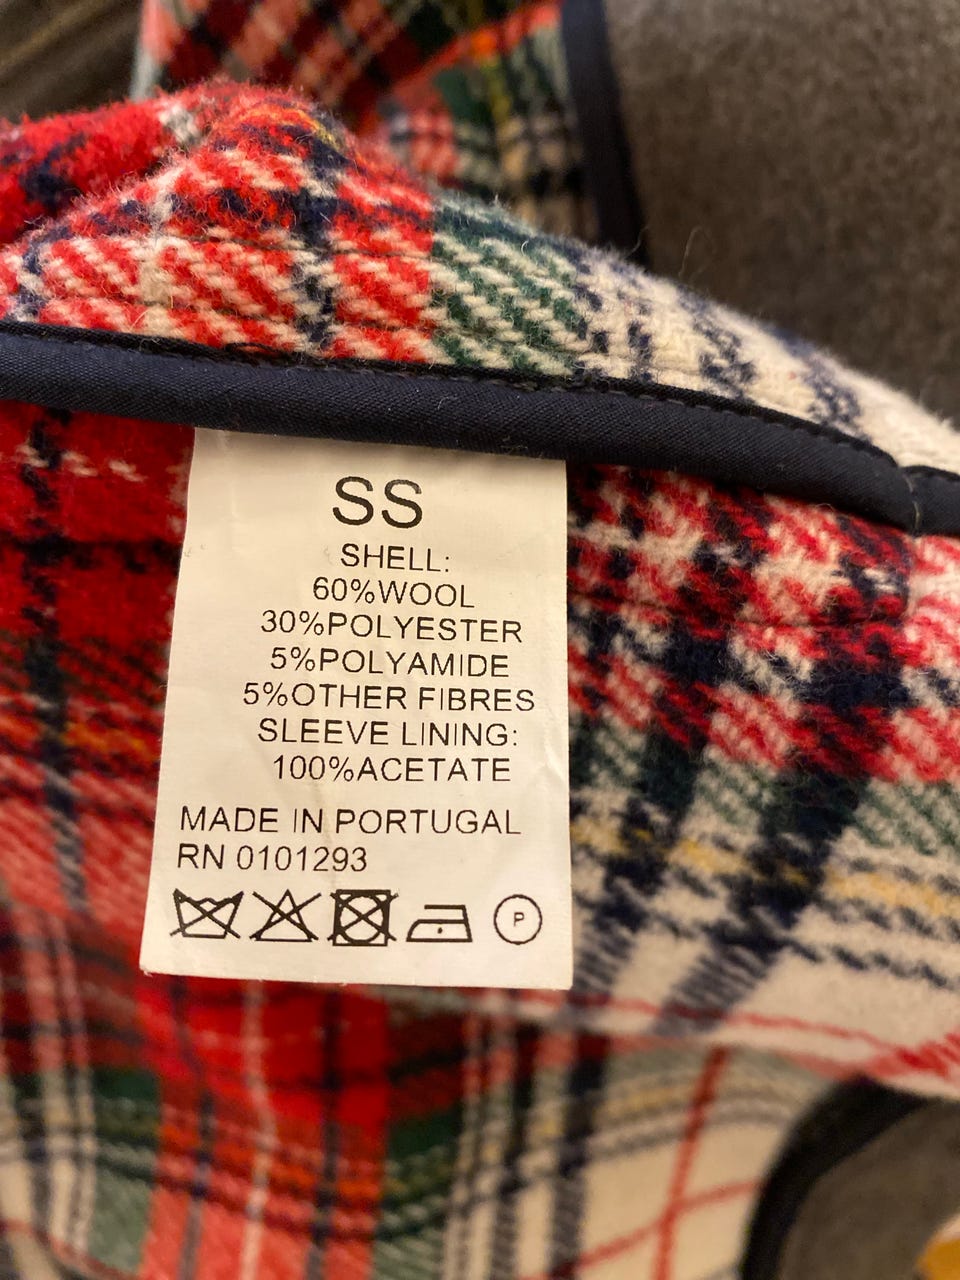 SS
SHELL:
60%WOOL
30%POLYESTER
5%POLYAMIDE
5%OTHER FIBRES
SLEEVE LINING:
100%ACETATE
MADE IN PORTUGAL
RN 0101293
P